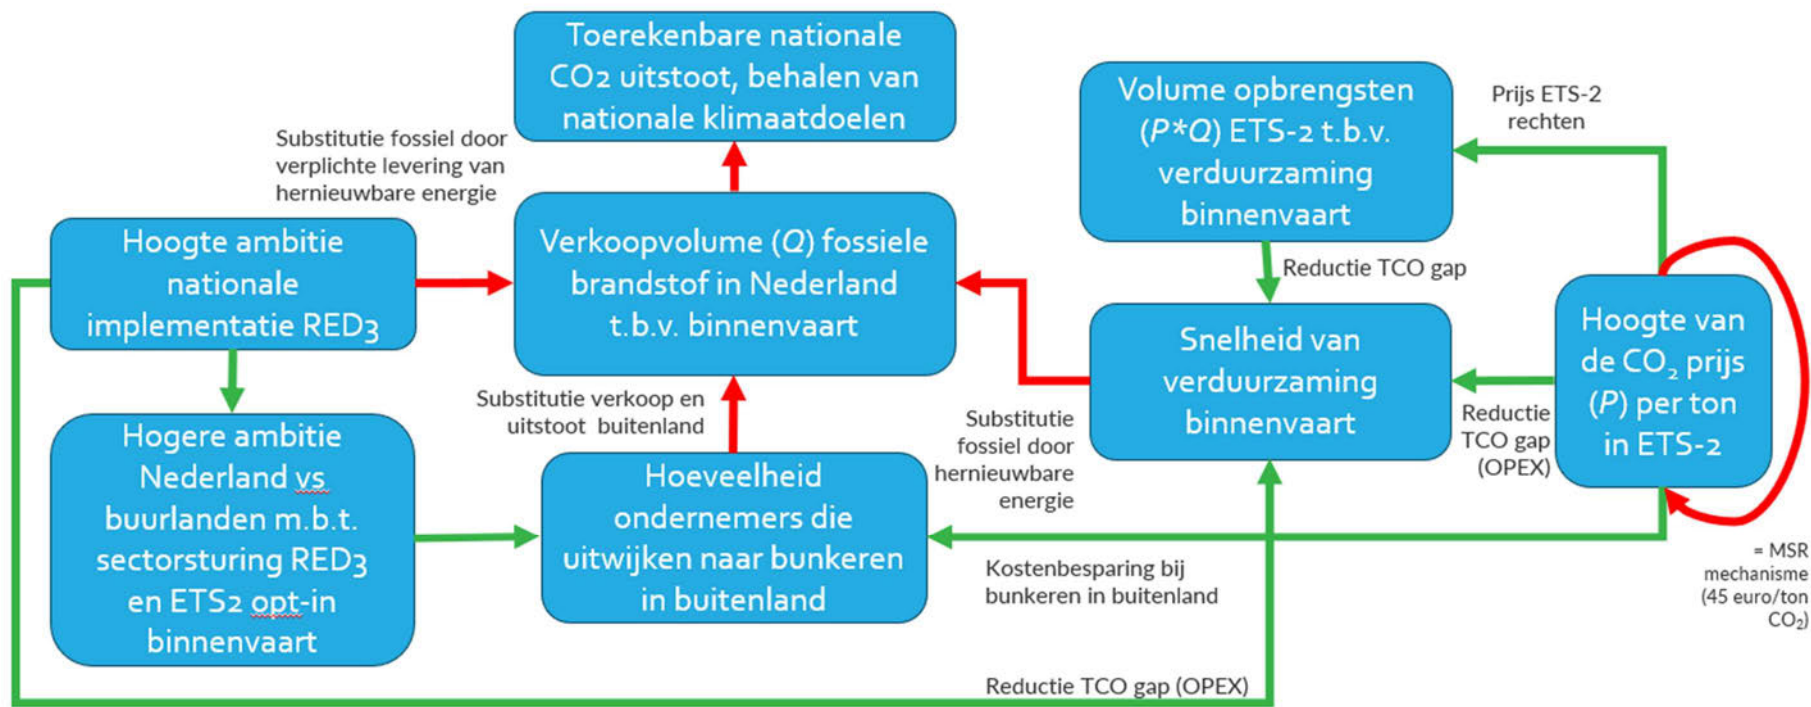 Toerekenbare nationale
CO2 uitstoot, behalen van
nationale klimaatdoelen
Volume opbrengsten
(P*Q) ETS-2 t.b.v.
verduurzaming
binnenvaart
Prijs ETS-2
rechten
Substitutie fossiel door
verplichte levering van
hernieuwbare energie
Hoogte ambitie
nationale
implementatie RED3
Verkoopvolume (Q) fossiele
brandstof in Nederland
t.b.v. binnenvaart
Reductie TCO gap
Snelheid van
verduurzaming
binnenvaart
Hoogte van
de CO₂ prijs
(P) per ton
in ETS-2
Reductie
TCO gap
(OPEX)
Substitutie verkoop en
uitstoot buitenland
Substitutie
fossiel door
hernieuwbare
energie
Hogere ambitie
Nederland vs
buurlanden m.b.t.
sectorsturing RED3
en ETS2 opt-in
binnenvaart
Hoeveelheid
ondernemers die
uitwijken naar bunkeren
in buitenland
Kostenbesparing bij
bunkeren in buitenland
= MSR
mechanisme
(45 euro/ton
CO₂)
Reductie TCO gap (OPEX)